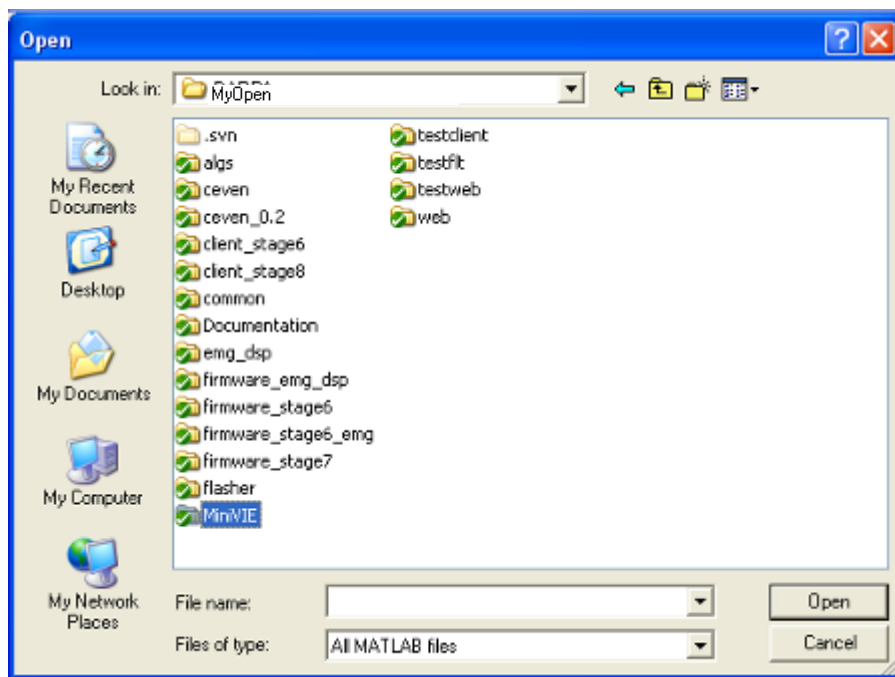 Open
Look in:
MyOpen
My Recent
Documents
Desktop
My Documents
My Computer
My Network
Places
.svn
algs
ceven
ceven_0.2
client_stage6
client_stage8
common
Documentation
emg_dsp
firmware_emg_dsp
firmware_stage6
firmware_stage6_emg
firmware_stage7
flasher
MiniVIE
testclient
testflt
testweb
web
File name:
Open
Files of type:
All MATLAB files
Cancel